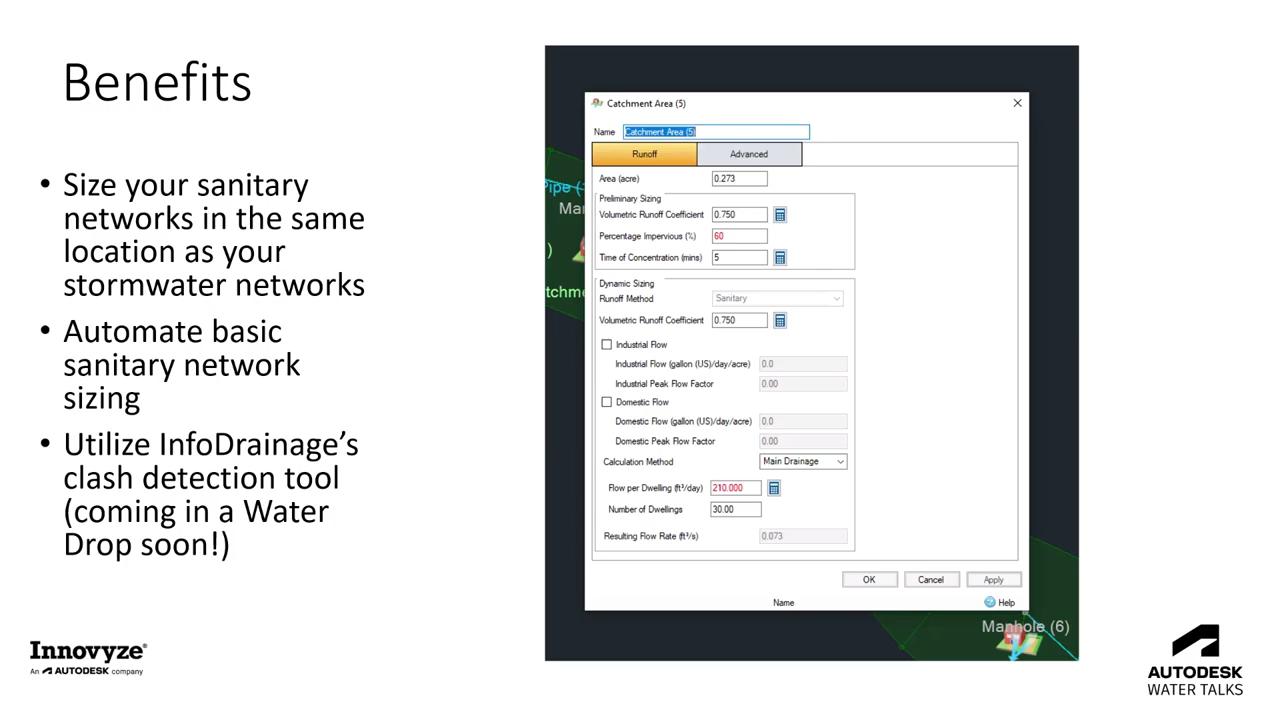 Benefits
• Size your sanitary
networks in the same
location as your
stormwater networks
• Automate basic
sanitary network
sizing
• Utilize InfoDrainage’s
clash detection tool
(coming in a Water
Drop soon!)
Innovyze®
An AUTODESK company
Catchment Area (5)
Name Catchment Area (5)
Runoff Advanced
Area (acre) 0.273
Preliminary Sizing
Volumetric Runoff Coefficient 0.750
Percentage Impervious (%) 60
Time of Concentration (mins) 5
Dynamic Sizing
Runoff Method Sanitary
Volumetric Runoff Coefficient 0.750
Industrial Flow
Industrial Flow (gallon (US)/day/acre) 0.0
Industrial Peak Flow Factor 0.00
Domestic Flow
Domestic Flow (gallon (US)/day/acre) 0.0
Domestic Peak Flow Factor 0.00
Calculation Method Main Drainage
Flow per Dwelling (ft³/day) 210.000
Number of Dwellings 30.00
Resulting Flow Rate (ft³/s) 0.073
OK Cancel Apply
Name Help
Pipe (
Ma
)
tchme
Manhole (6)
AUTODESK
WATER TALKS